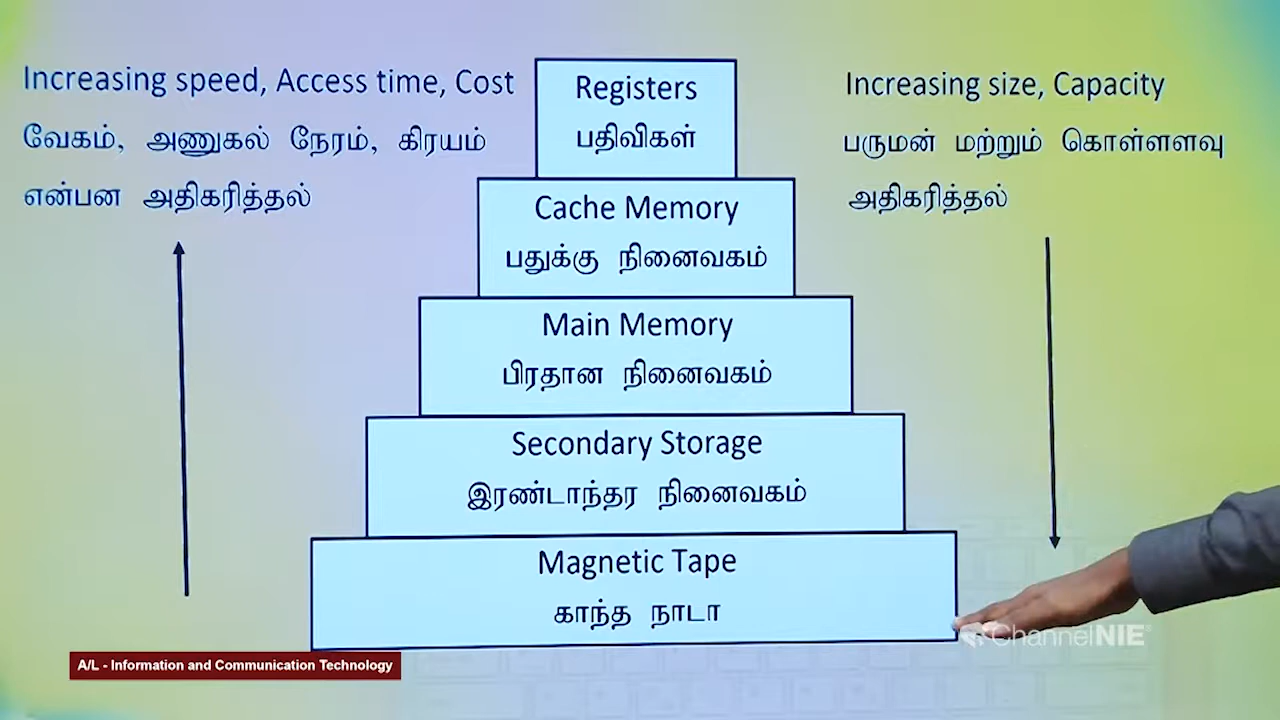 Increasing speed, Access time, Cost
வேகம், அணுகல் நேரம், கிரயம்
என்பன அதிகரித்தல்
Registers
பதிவிகள்
Cache Memory
பதுக்கு நினைவகம்
Main Memory
பிரதான நினைவகம்
Secondary Storage
இரண்டாந்தர நினைவகம்
Magnetic Tape
காந்த நாடா
Increasing size, Capacity
பருமன் மற்றும் கொள்ளளவு
அதிகரித்தல்
ChannelNIE
A/L - Information and Communication Technology